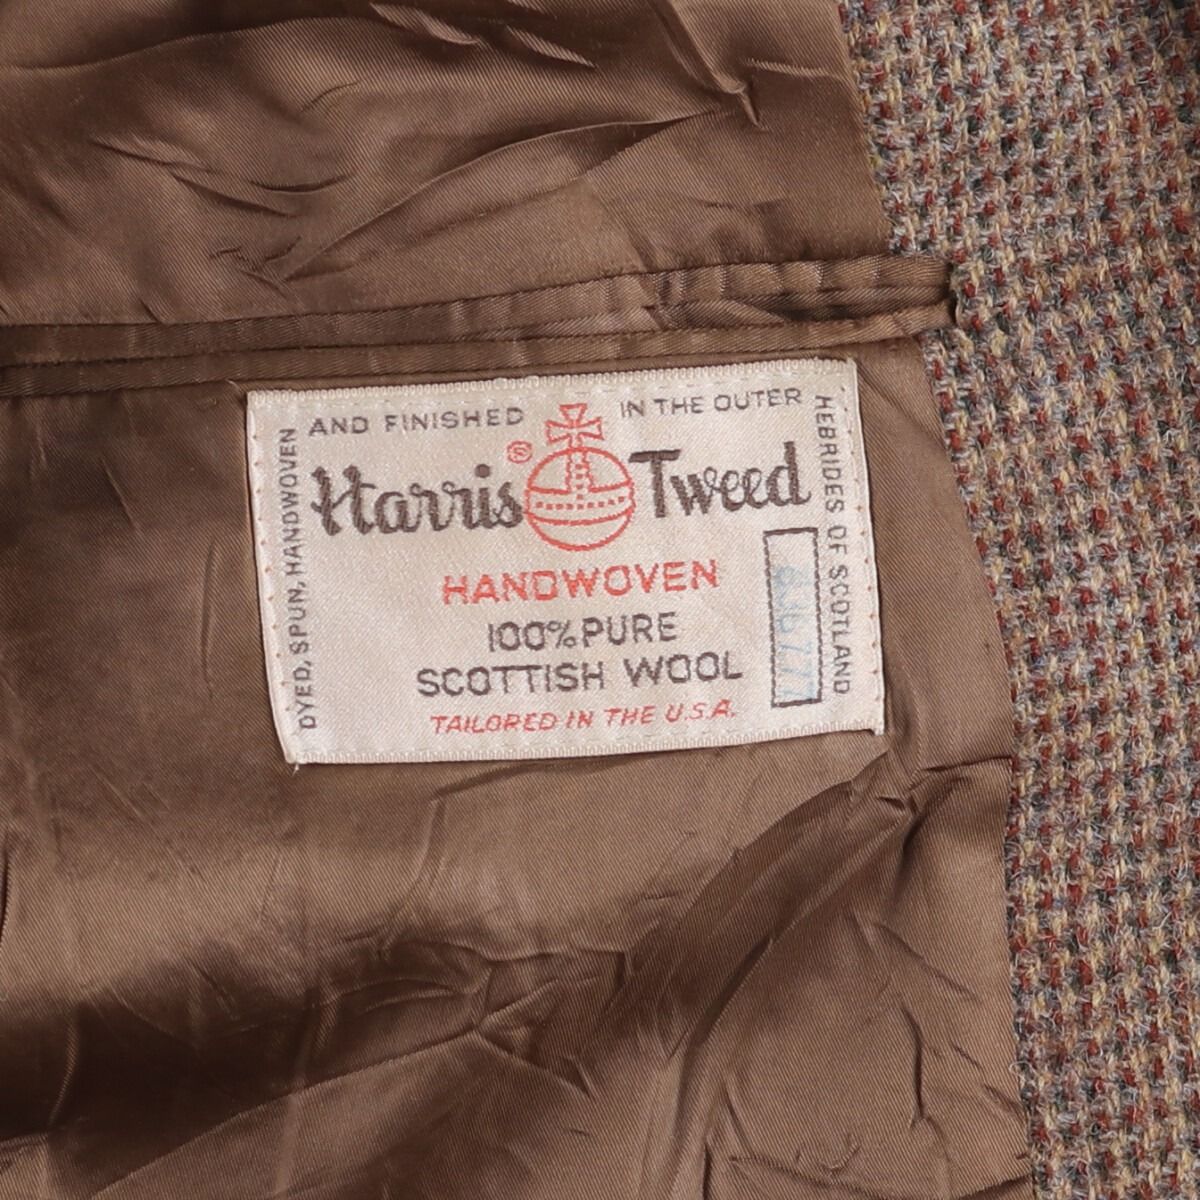 DYED, SPUN, HANDWOVEN
AND FINISHED
IN THE OUTER
HEBRIDES OF SCOTLAND
Harris ® Tweed
HANDWOVEN
100% PURE
SCOTTISH WOOL
TAILORED IN THE U.S.A.